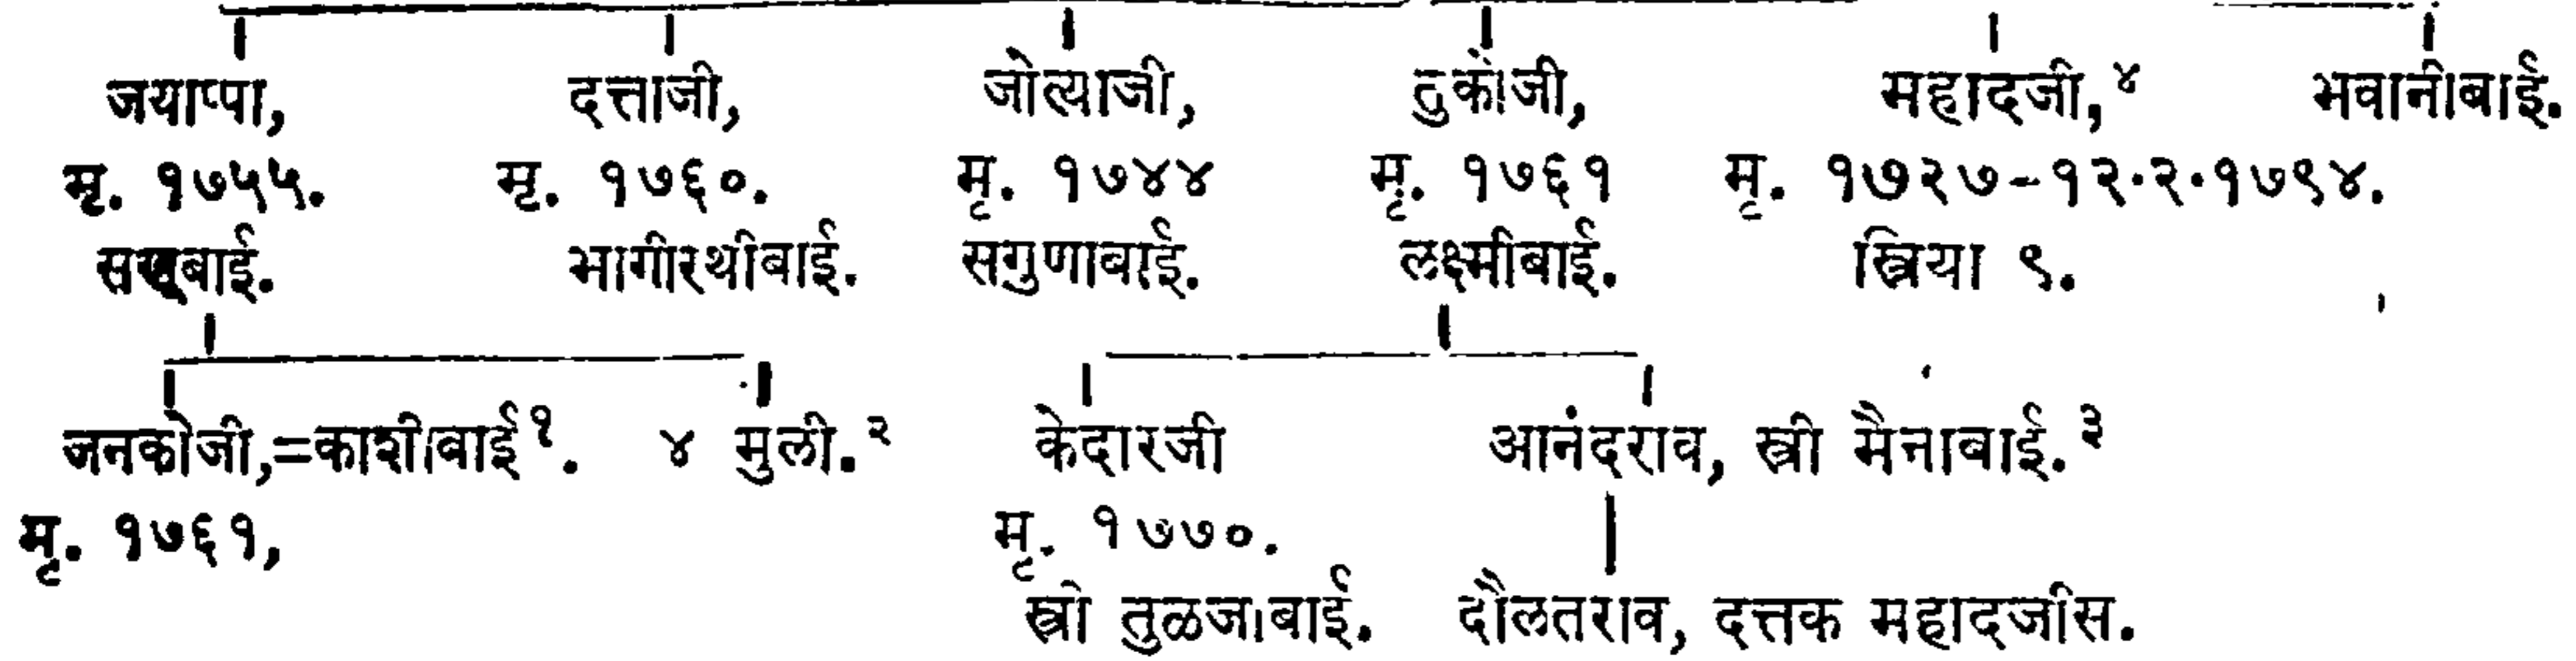 जयाप्पा, दत्ताजी, जोत्याजी, तुकोजी, महादजी,४ भवानीबाई.
मृ. १७५५. मृ. १७६०. मृ. १७४४ मृ. १७६१ मृ. १७२७-१२.२.१७९४.
सखूबाई. भागीरथीबाई. सगुणाबाई. लक्ष्मीबाई. स्त्रिया ९.
जनकोजी,=काशीबाई१. ४ मुली.२ केदारजी आनंदराव, स्त्री मैनाबाई.३
मृ. १७६१, मृ. १७७०.
स्त्री तुळजाबाई. दौलतराव, दत्तक महादजीस.